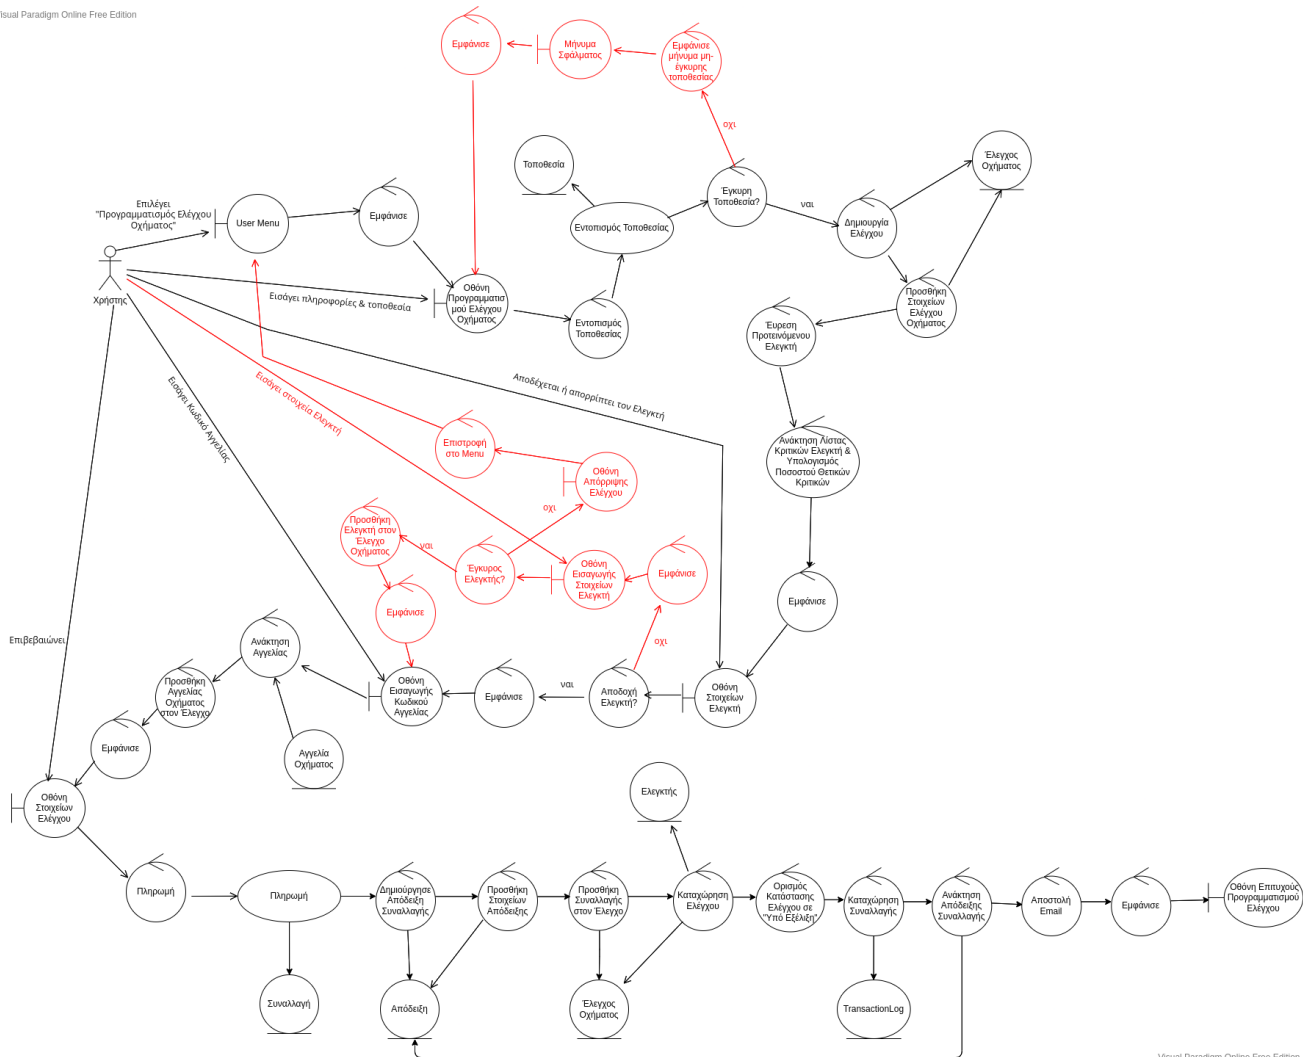 Visual Paradigm Online Free Edition
Εμφάνισε
Μήνυμα
Σφάλματος
Εμφάνισε
μήνυμα μη-
έγκυρης
τοποθεσίας
οχι
Τοποθεσία
Έγκυρη
Τοποθεσία?
ναι
Έλεγχος
Οχήματος
Επιλέγει
"Προγραμματισμός Ελέγχου
Οχήματος"
User Menu
Εμφάνισε
Εντοπισμός Τοποθεσίας
Δημιουργία
Ελέγχου
Χρήστης
Εισάγει πληροφορίες & τοποθεσία
Οθόνη
Προγραμματισ
μού Ελέγχου
Οχήματος
Εντοπισμός
Τοποθεσίας
Προσθήκη
Στοιχείων
Ελέγχου
Οχήματος
Έυρεση
Προτεινόμενου
Ελεγκτή
Αποδέχεται ή απορρίπτει τον Ελεγκτή
Εισάγει στοιχεία Ελεγκτή
Εισάγει Κωδικό Αγγελίας
Επιστροφή
στο Menu
Οθόνη
Απόρριψης
Ελέγχου
Ανάκτηση Λίστας
Κριτικών Ελεγκτή &
Υπολογισμός
Ποσοστού Θετικών
Κριτικών
οχι
Προσθήκη
Ελεγκτή στον
Έλεγχο
Οχήματος
ναι
Έγκυρος
Ελεγκτής?
Οθόνη
Εισαγωγής
Στοιχείων
Ελεγκτή
Εμφάνισε
Εμφάνισε
Εμφάνισε
οχι
Επιβεβαιώνει
Ανάκτηση
Αγγελίας
Προσθήκη
Αγγελίας
Οχήματος
στον Έλεγχο
Οθόνη
Εισαγωγής
Κωδικού
Αγγελίας
Εμφάνισε
ναι
Αποδοχή
Ελεγκτή?
Οθόνη
Στοιχείων
Ελεγκτή
Εμφάνισε
Αγγελία
Οχήματος
Οθόνη
Στοιχείων
Ελέγχου
Ελεγκτής
Πληρωμή
Πληρωμή
Δημιούργησε
Απόδειξη
Συναλλαγής
Προσθήκη
Στοιχείων
Απόδειξης
Προσθήκη
Συναλλαγής
στον Έλεγχο
Καταχώρηση
Ελέγχου
Ορισμός
Κατάστασης
Ελέγχου σε
"Υπό Εξέλιξη"
Καταχώρηση
Συναλλαγής
Ανάκτηση
Απόδειξης
Συναλλαγής
Αποστολή
Email
Εμφάνισε
Οθόνη Επιτυχούς
Προγραμματισμού
Ελέγχου
Συναλλαγή
Απόδειξη
Έλεγχος
Οχήματος
TransactionLog
Visual Paradigm Online Free Edition